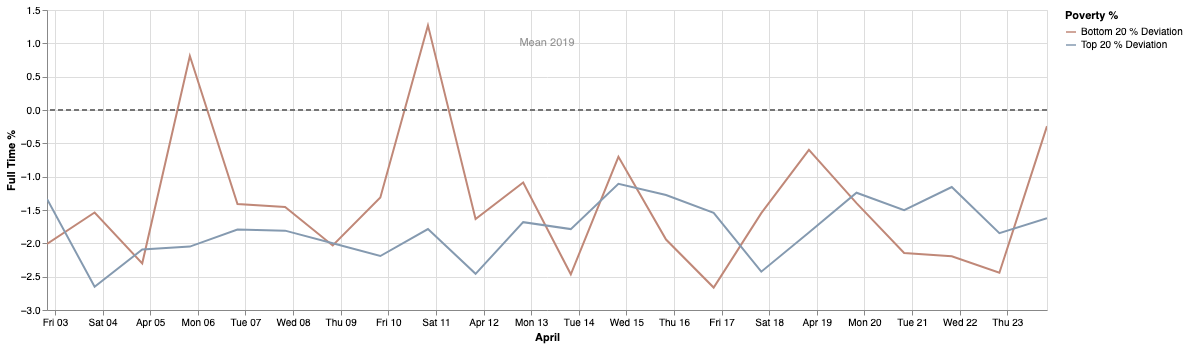 1.5
1.0
0.5
0.0
−0.5
−1.0
−1.5
−2.0
−2.5
−3.0
Full Time %
Mean 2019
Fri 03 Sat 04 Apr 05 Mon 06 Tue 07 Wed 08 Thu 09 Fri 10 Sat 11 Apr 12 Mon 13 Tue 14 Wed 15 Thu 16 Fri 17 Sat 18 Apr 19 Mon 20 Tue 21 Wed 22 Thu 23
April
Poverty %
Bottom 20 % Deviation
Top 20 % Deviation